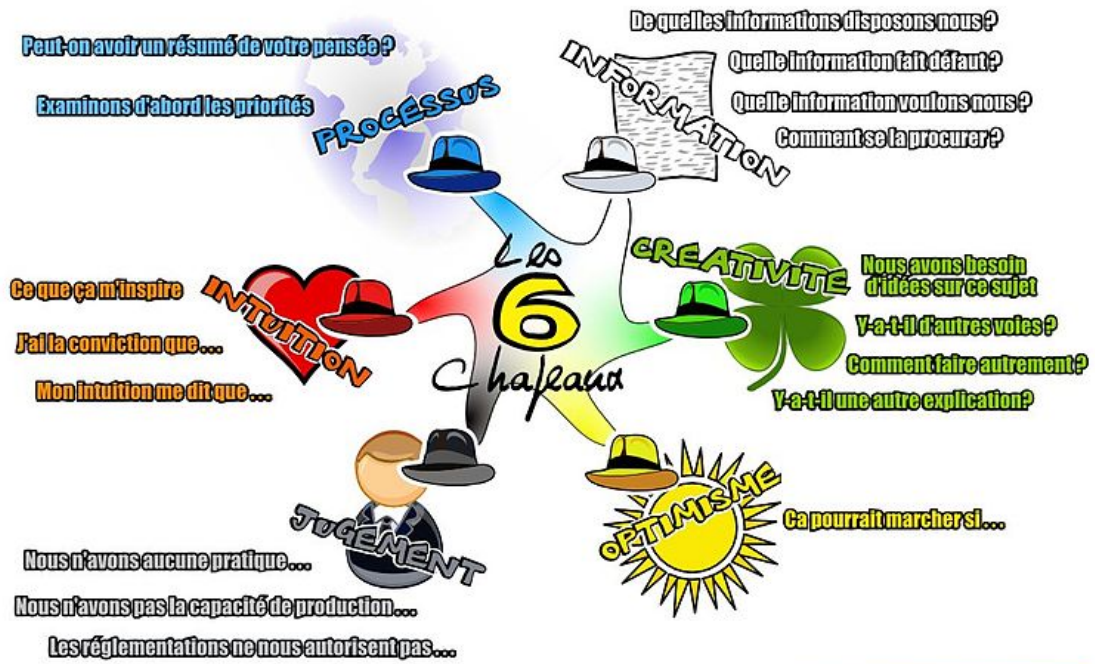 Peut-on avoir un résumé de votre pensée ?
Examinons d'abord les priorités
PROCESSUS
De quelles informations disposons nous ?
Quelle information fait défaut ?
Quelle information voulons nous ?
Comment se la procurer ?
INFORMATION
Les
6
Chapeaux
CREATIVITÉ
Nous avons besoin
d'idées sur ce sujet
Y-a-t-il d'autres voies ?
Comment faire autrement ?
Y-a-t-il une autre explication?
Ce que ça m'inspire
J'ai la conviction que...
Mon intuition me dit que...
INTUITION
JUGEMENT
Nous n'avons aucune pratique...
Nous n'avons pas la capacité de production...
Les réglementations ne nous autorisent pas...
OPTIMISME
Ca pourrait marcher si...